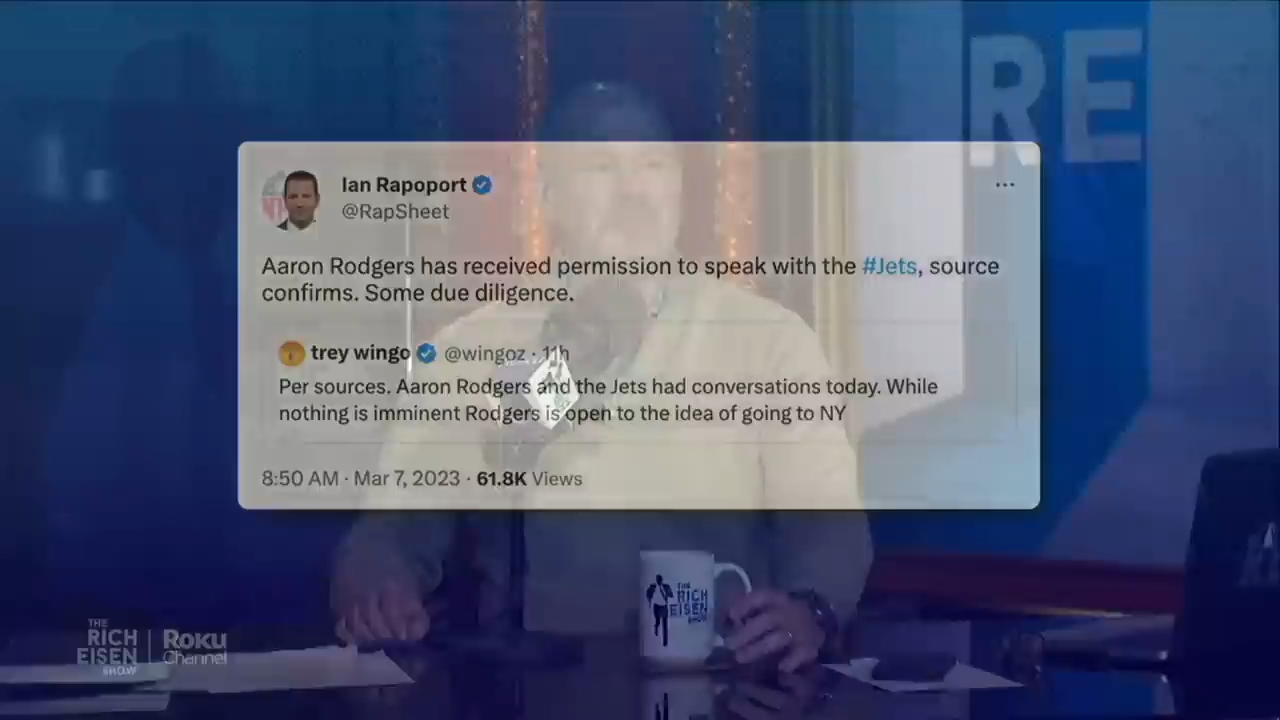 RE
Ian Rapoport
@RapSheet
...
Aaron Rodgers has received permission to speak with the #Jets, source
confirms. Some due diligence.
trey wingo @wingoz · 11h
Per sources. Aaron Rodgers and the Jets had conversations today. While
nothing is imminent Rodgers is open to the idea of going to NY
8:50 AM · Mar 7, 2023 · 61.8K Views
THE
RICH
EISEN
SHOW
THE
RICH
EISEN
SHOW
Roku
Channel